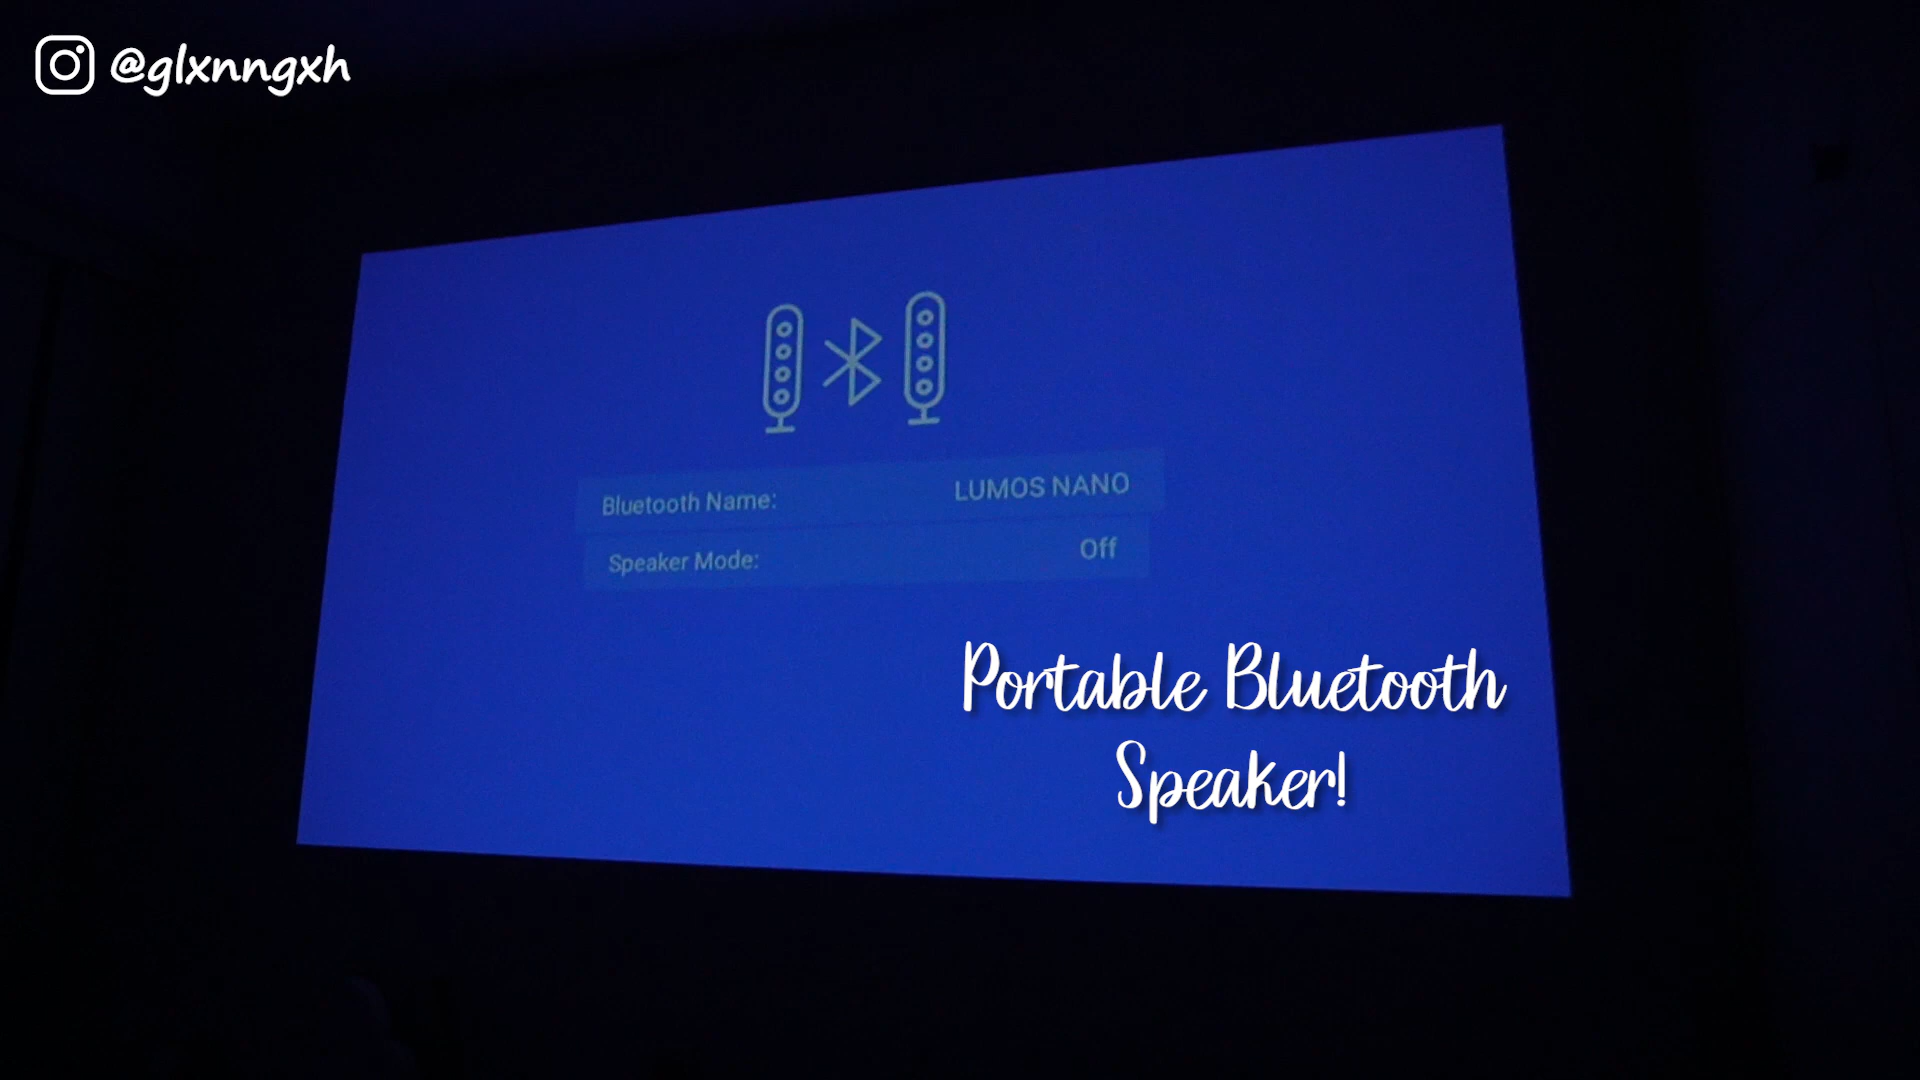 @glxnngxh
Bluetooth Name: LUMOS NANO
Speaker Mode: Off
Portable Bluetooth
Speaker!